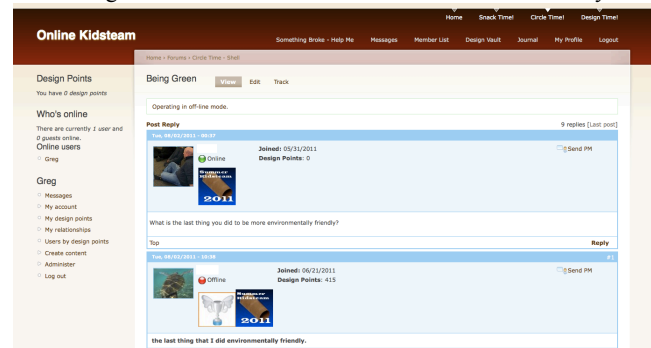 Home Snack Time! Circle Time! Design Time!
Online Kidsteam
Something Broke - Help Me Messages Member List Design Vault Journal My Profile Logout
Home › Forums › Circle Time - Shell
Design Points
You have 0 design points
Who's online
There are currently 1 user and
0 guests online.
Online users
Greg
Greg
Messages
My account
My design points
My relationships
Users by design points
Create content
Administer
Log out
Being Green View Edit Track
Operating in off-line mode.
Post Reply 9 replies [Last post]
Tue, 08/02/2011 - 00:37
Joined: 05/31/2011 Send PM
Online Design Points: 0
Summer
Kidsteam
2011
What is the last thing you did to be more environmentally friendly?
Top Reply
Tue, 08/02/2011 - 10:59 #1
Joined: 06/21/2011 Send PM
Offline Design Points: 415
Summer
Kidsteam
2011
the last thing that I did environmentally friendly.